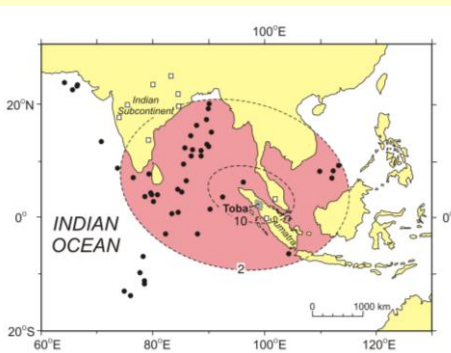 100°E
20°N
Indian
Subcontinent
0°
0°
Toba
10
Sumatra
INDIAN
OCEAN
2
0 1000 km
20°S
60°E 80°E 100°E 120°E